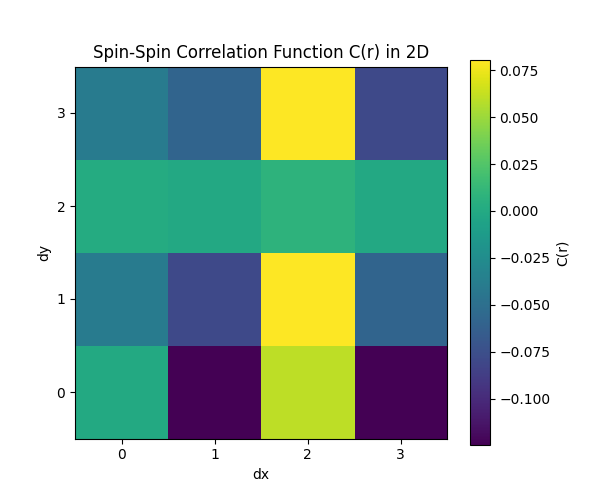 Spin-Spin Correlation Function C(r) in 2D
3
2
1
0
dy
0 1 2 3
dx
0.075
0.050
0.025
0.000
−0.025
−0.050
−0.075
−0.100
C(r)